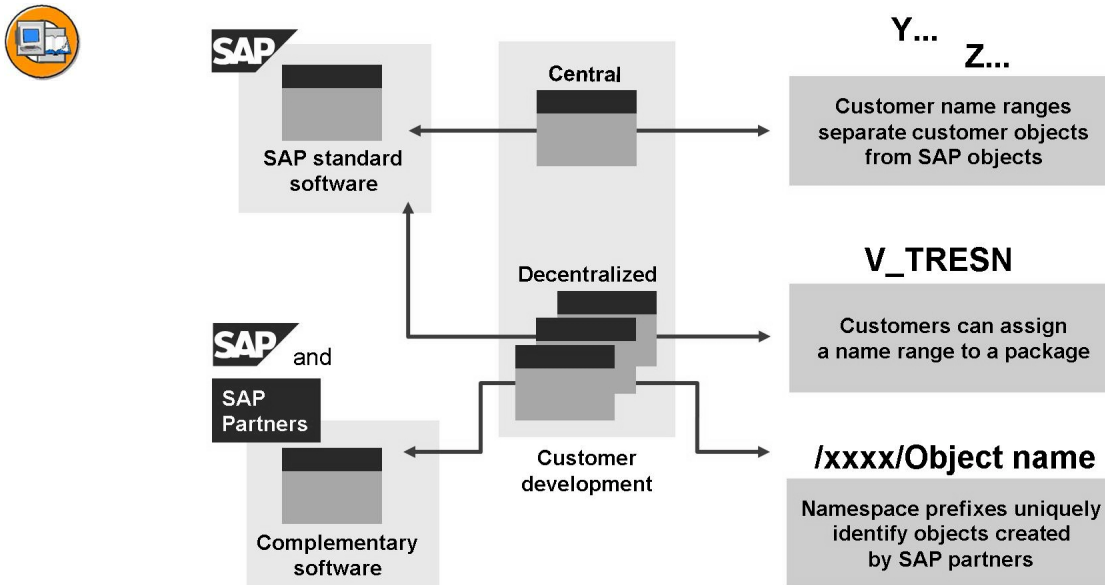 SAP
SAP standard
software
Central
Y...
Z...
Customer name ranges
separate customer objects
from SAP objects
Decentralized
V_TRESN
Customers can assign
a name range to a package
SAP and
SAP
Partners
Complementary
software
Customer
development
/xxxx/Object name
Namespace prefixes uniquely
identify objects created
by SAP partners